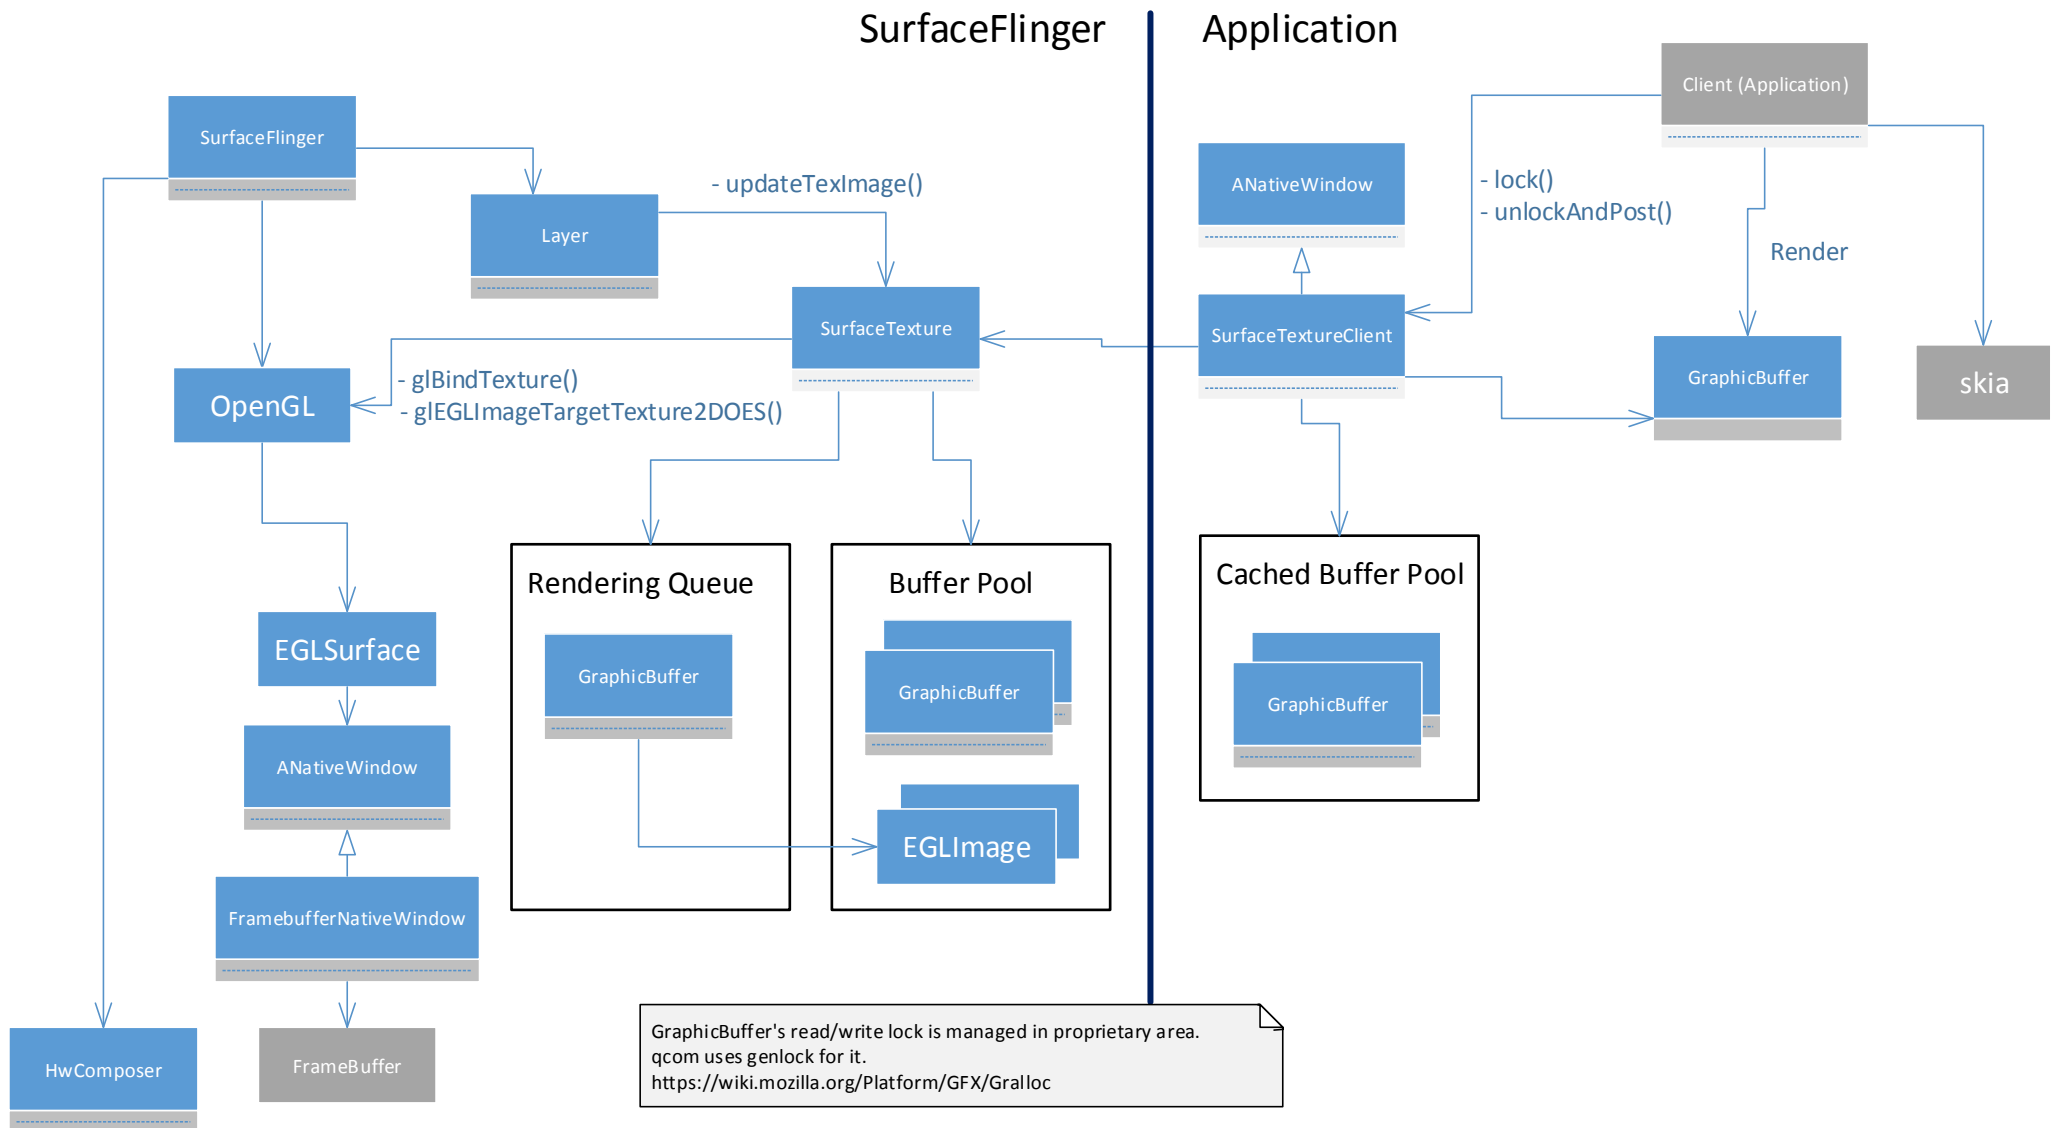 SurfaceFlinger
Application
Client (Application)
SurfaceFlinger
- updateTexImage()
ANativeWindow
- lock()
- unlockAndPost()
Layer
Render
SurfaceTexture
SurfaceTextureClient
GraphicBuffer
skia
OpenGL
- glBindTexture()
- glEGLImageTargetTexture2DOES()
Rendering Queue
Buffer Pool
Cached Buffer Pool
EGLSurface
GraphicBuffer
GraphicBuffer
GraphicBuffer
ANativeWindow
EGLImage
FramebufferNativeWindow
HwComposer
FrameBuffer
GraphicBuffer's read/write lock is managed in proprietary area.
qcom uses genlock for it.
https://wiki.mozilla.org/Platform/GFX/Gralloc